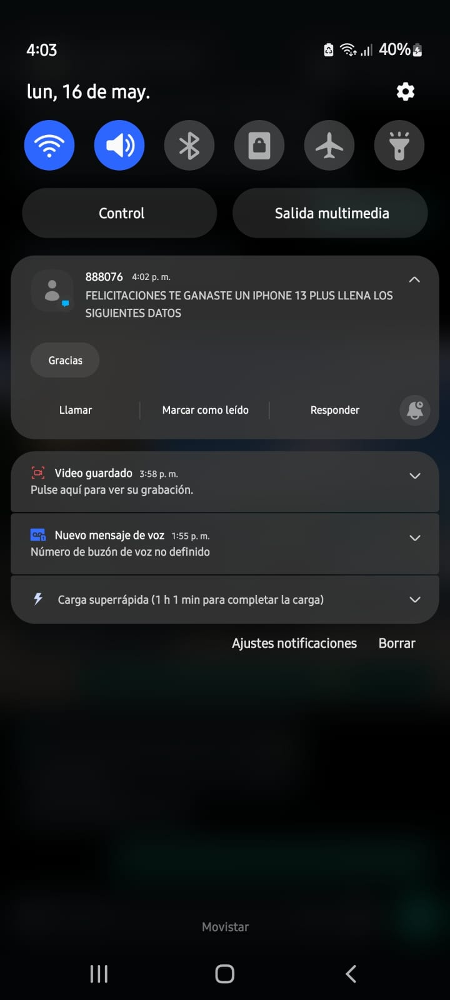 4:03
40%
lun, 16 de may.
Control
Salida multimedia
888076 4:02 p. m.
FELICITACIONES TE GANASTE UN IPHONE 13 PLUS LLENA LOS
SIGUIENTES DATOS
Gracias
Llamar
Marcar como leído
Responder
Video guardado 3:58 p. m.
Pulse aquí para ver su grabación.
Nuevo mensaje de voz 1:55 p. m.
Número de buzón de voz no definido
Carga superrápida (1 h 1 min para completar la carga)
Ajustes notificaciones
Borrar
Movistar